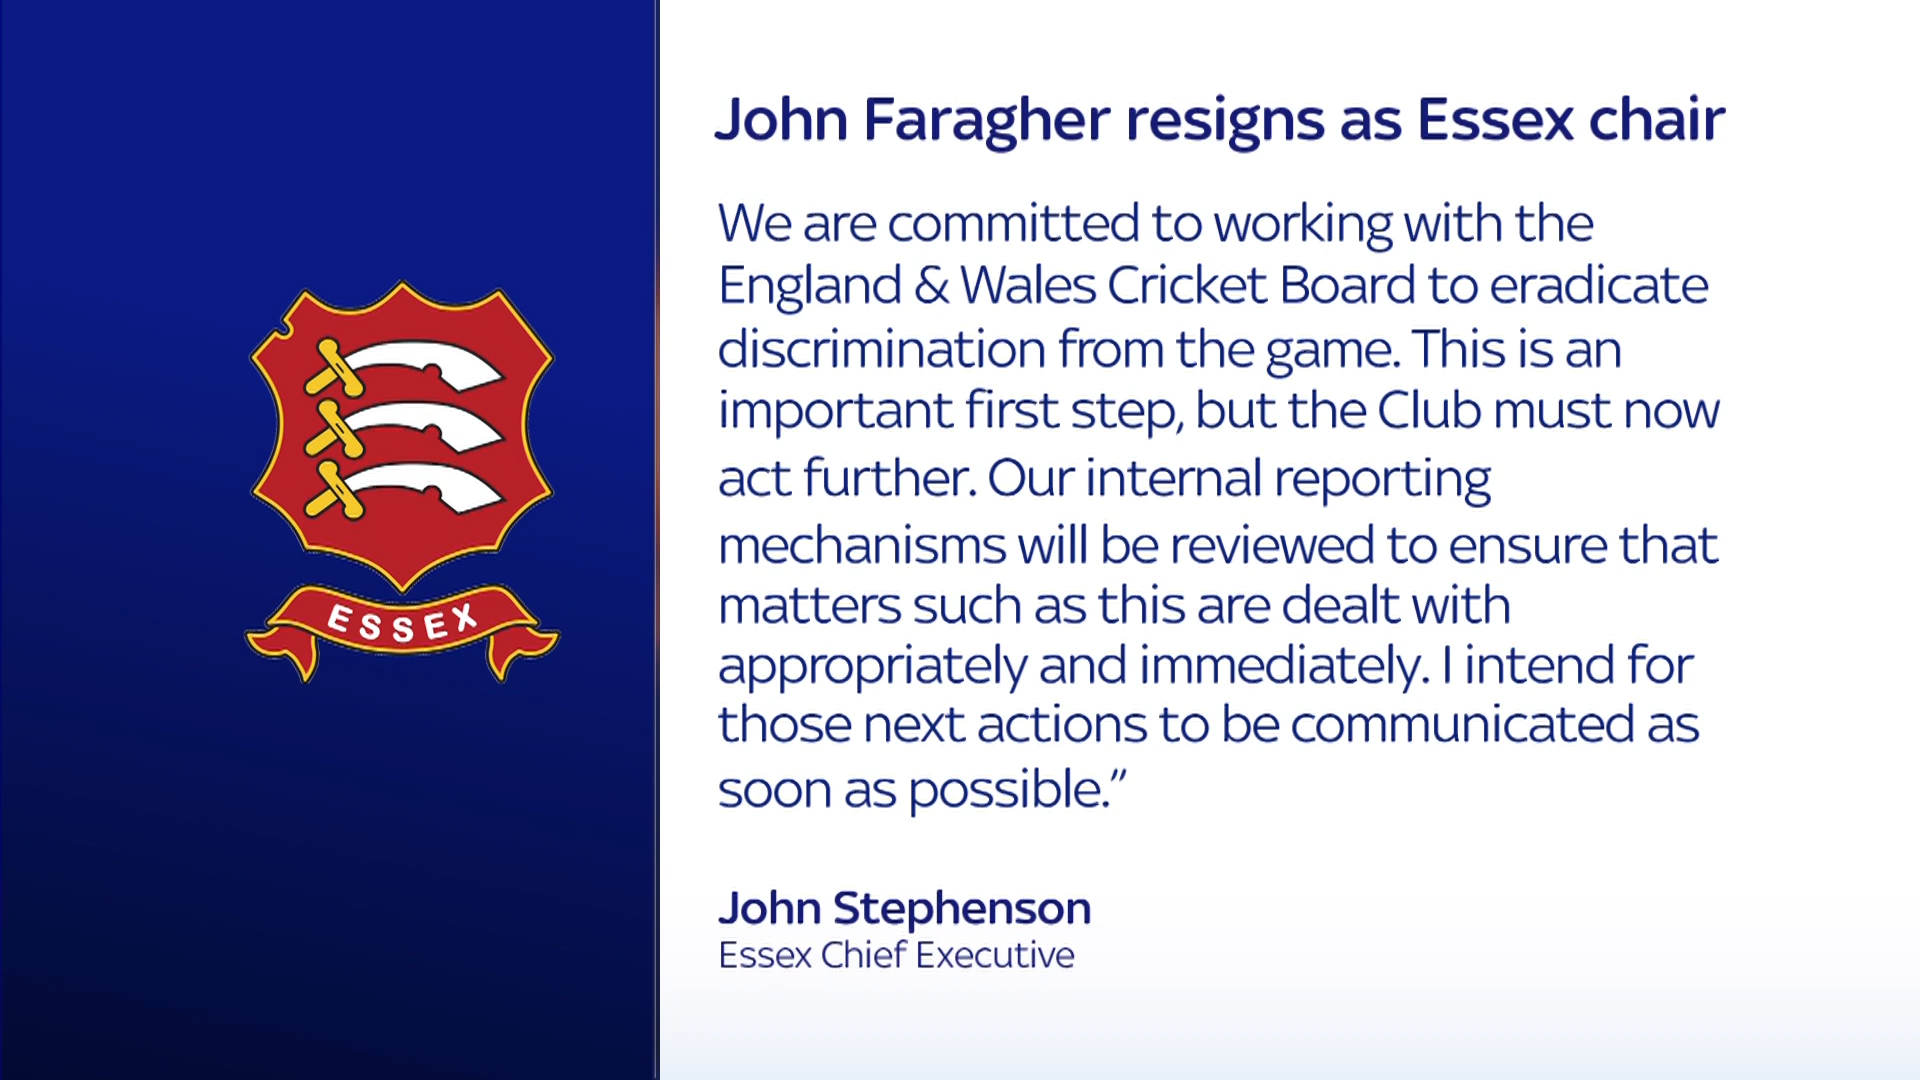 ESSEX
John Faragher resigns as Essex chair
We are committed to working with the
England & Wales Cricket Board to eradicate
discrimination from the game. This is an
important first step, but the Club must now
act further. Our internal reporting
mechanisms will be reviewed to ensure that
matters such as this are dealt with
appropriately and immediately. I intend for
those next actions to be communicated as
soon as possible.”
John Stephenson
Essex Chief Executive